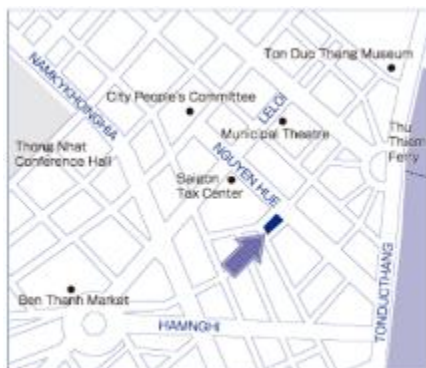 Ton Duc Thang Museum
NAMKYKHOINGHIA
City People's Committee
LELOI
Municipal Theatre
Thu
Thiem
Ferry
Thong Nhat
Conference Hall
NGUYEN HUE
Saigon
Tax Center
TONDUCTHANG
Ben Thanh Market
HAMNGHI